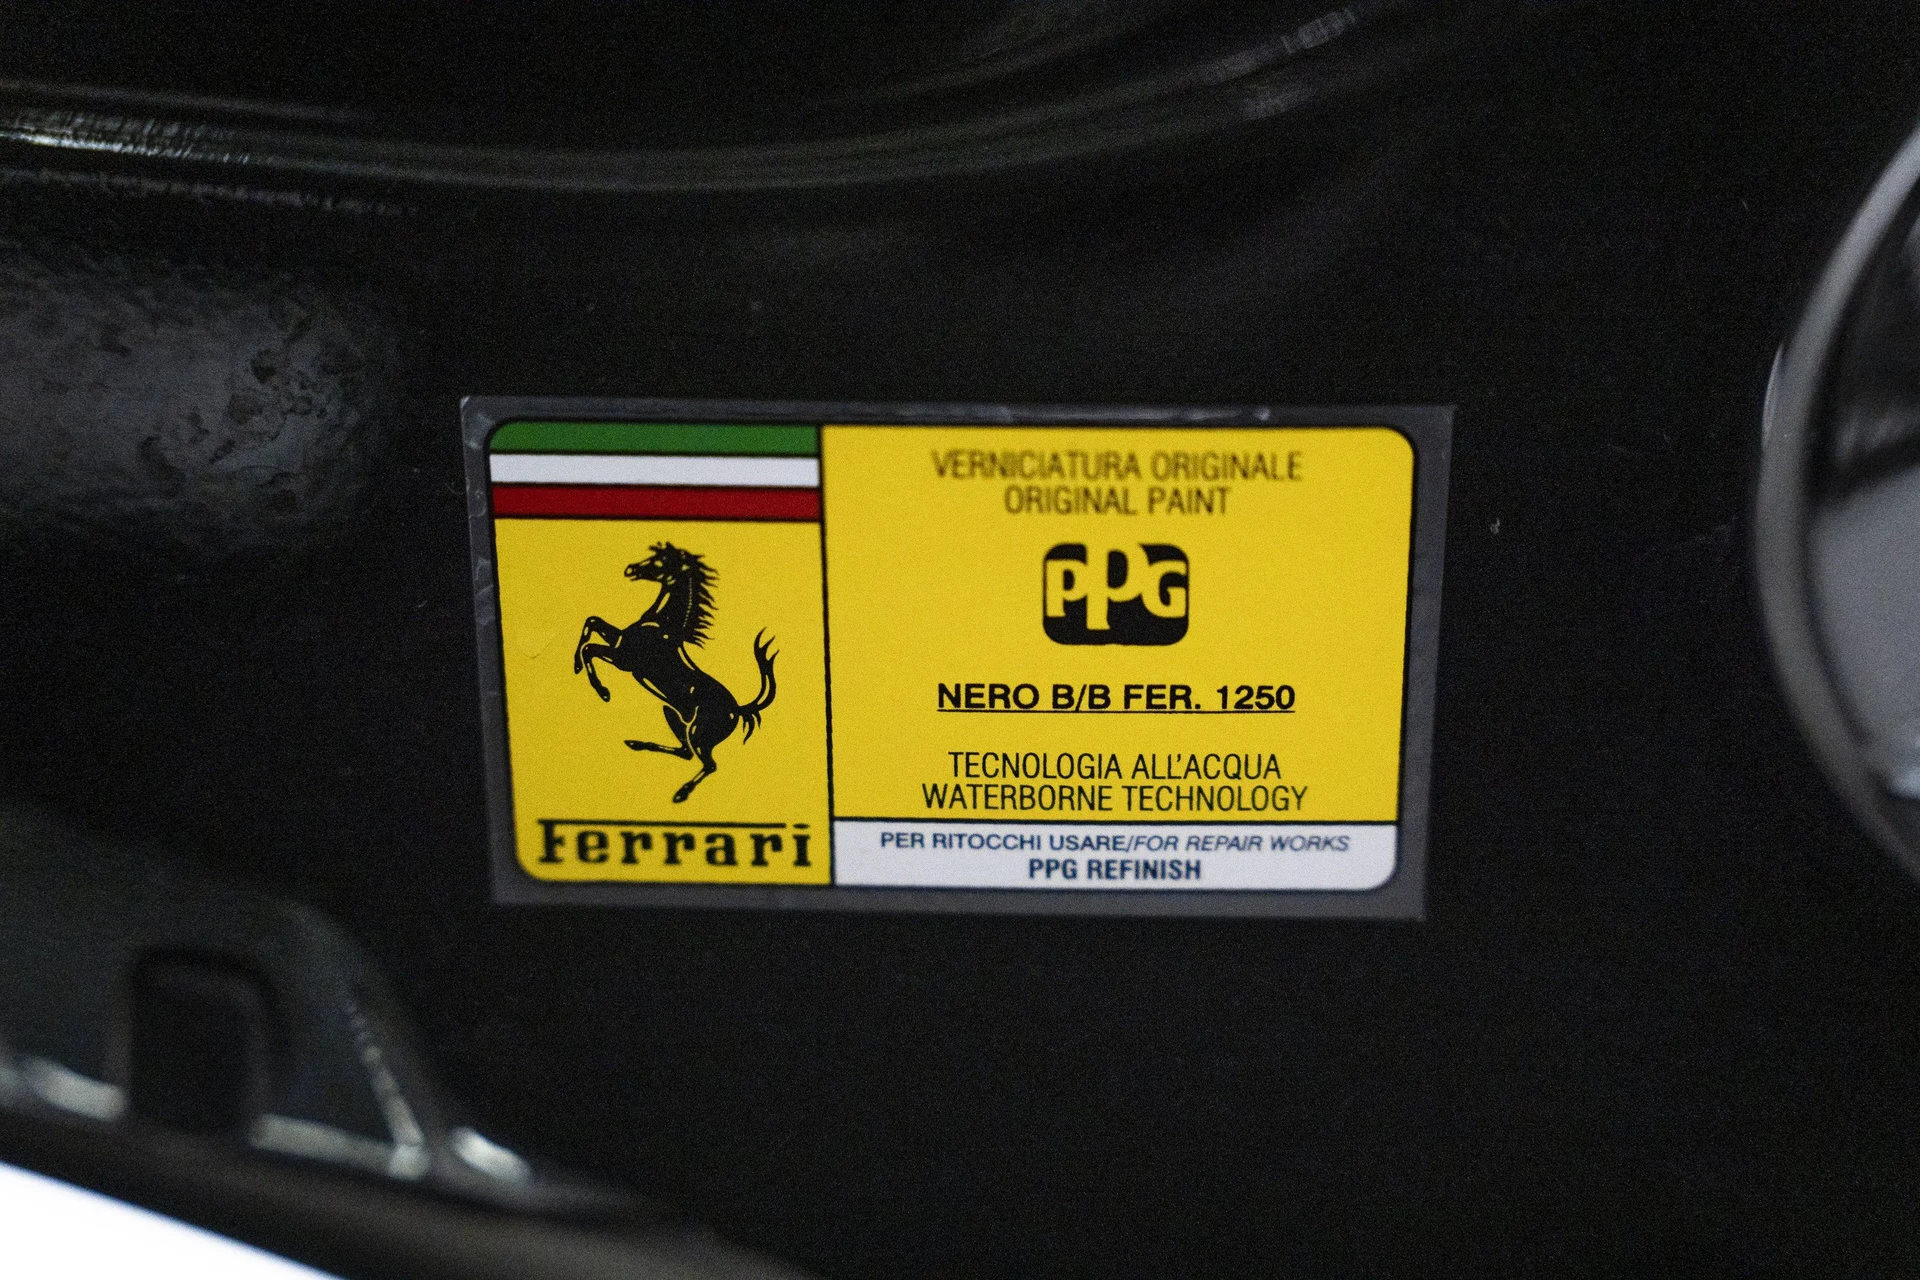 VERNICIATURA ORIGINALE
ORIGINAL PAINT
PPG
NERO B/B FER. 1250
TECNOLOGIA ALL'ACQUA
WATERBORNE TECHNOLOGY
Ferrari
PER RITOCCHI USARE/FOR REPAIR WORKS
PPG REFINISH